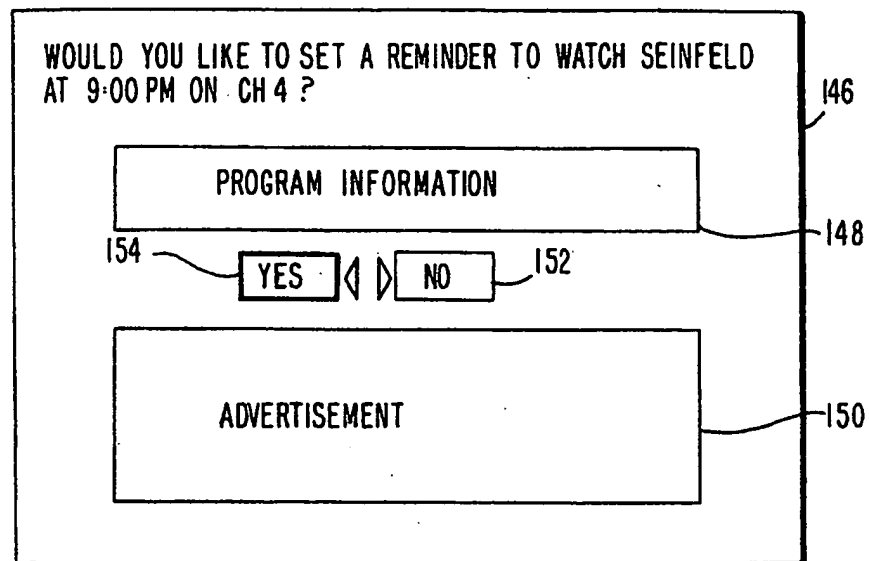 WOULD YOU LIKE TO SET A REMINDER TO WATCH SEINFELD
AT 9:00 PM ON CH 4 ?
146
PROGRAM INFORMATION
148
154
YES
NO
152
ADVERTISEMENT
150